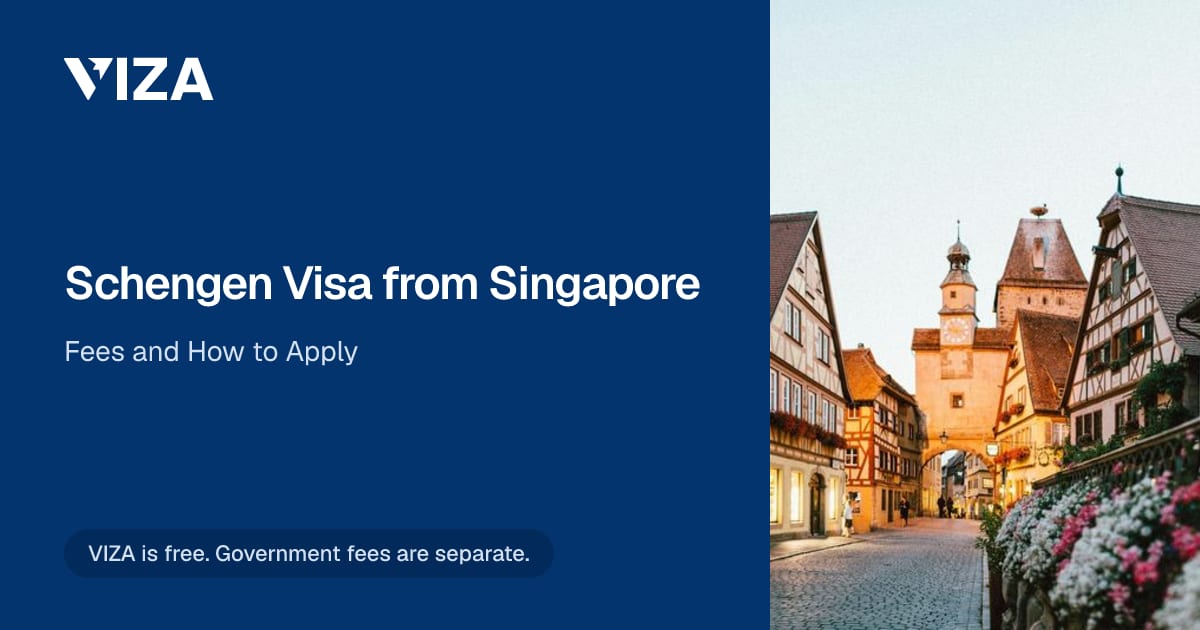 VIZA
Schengen Visa from Singapore
Fees and How to Apply
VIZA is free. Government fees are separate.